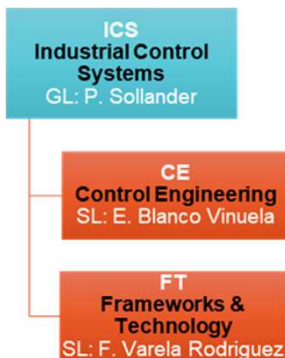 ICS
Industrial Control
Systems
GL: P. Sollander
CE
Control Engineering
SL: E. Blanco Vinuela
FT
Frameworks &
Technology
SL: F. Varela Rodriguez